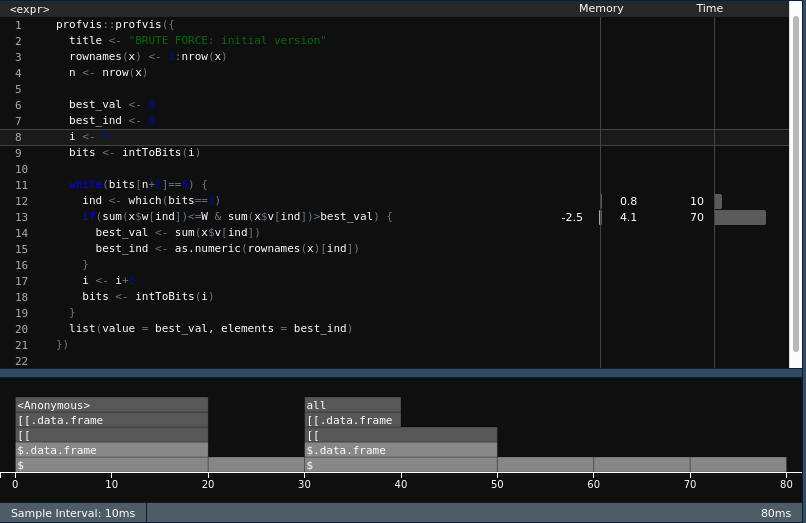 <expr> Memory Time
1 profvis::profvis({
2 title <- "BRUTE FORCE: initial version"
3 rownames(x) <- 1:nrow(x)
4 n <- nrow(x)
5
6 best_val <- 0
7 best_ind <- 0
8 i <- 1
9 bits <- intToBits(i)
10
11 while(bits[n+1]==0) {
12 ind <- which(bits==1) 0.8 10
13 if(sum(x$w[ind])<=W & sum(x$v[ind])>best_val) { -2.5 4.1 70
14 best_val <- sum(x$v[ind])
15 best_ind <- as.numeric(rownames(x)[ind])
16 }
17 i <- i+1
18 bits <- intToBits(i)
19 }
20 list(value = best_val, elements = best_ind)
21 })
22
<Anonymous> all
[[.data.frame [[.data.frame
[[ [[
$.data.frame $.data.frame
$ $
0 10 20 30 40 50 60 70 80
Sample Interval: 10ms 80ms